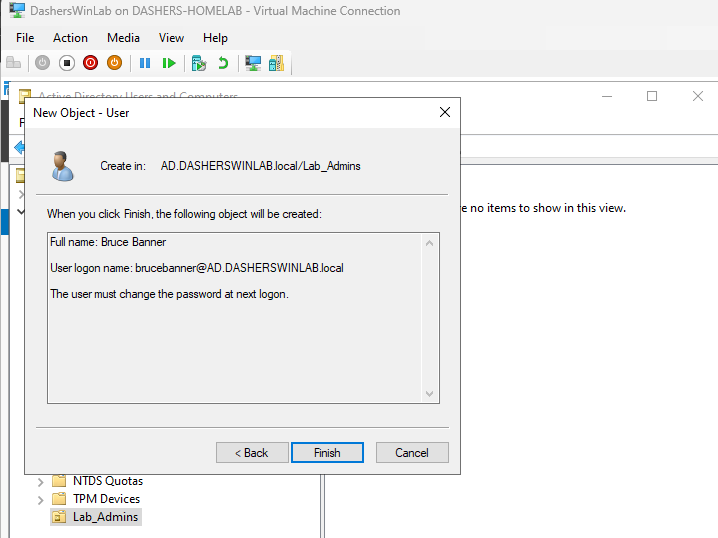 DashersWinLab on DASHERS-HOMELAB - Virtual Machine Connection
File Action Media View Help
Active Directory Users and Computers
New Object - User
Create in: AD.DASHERSWINLAB.local/Lab_Admins
When you click Finish, the following object will be created:
Full name: Bruce Banner
User logon name: brucebanner@AD.DASHERSWINLAB.local
The user must change the password at next logon.
< Back Finish Cancel
no items to show in this view.
NTDS Quotas
TPM Devices
Lab_Admins